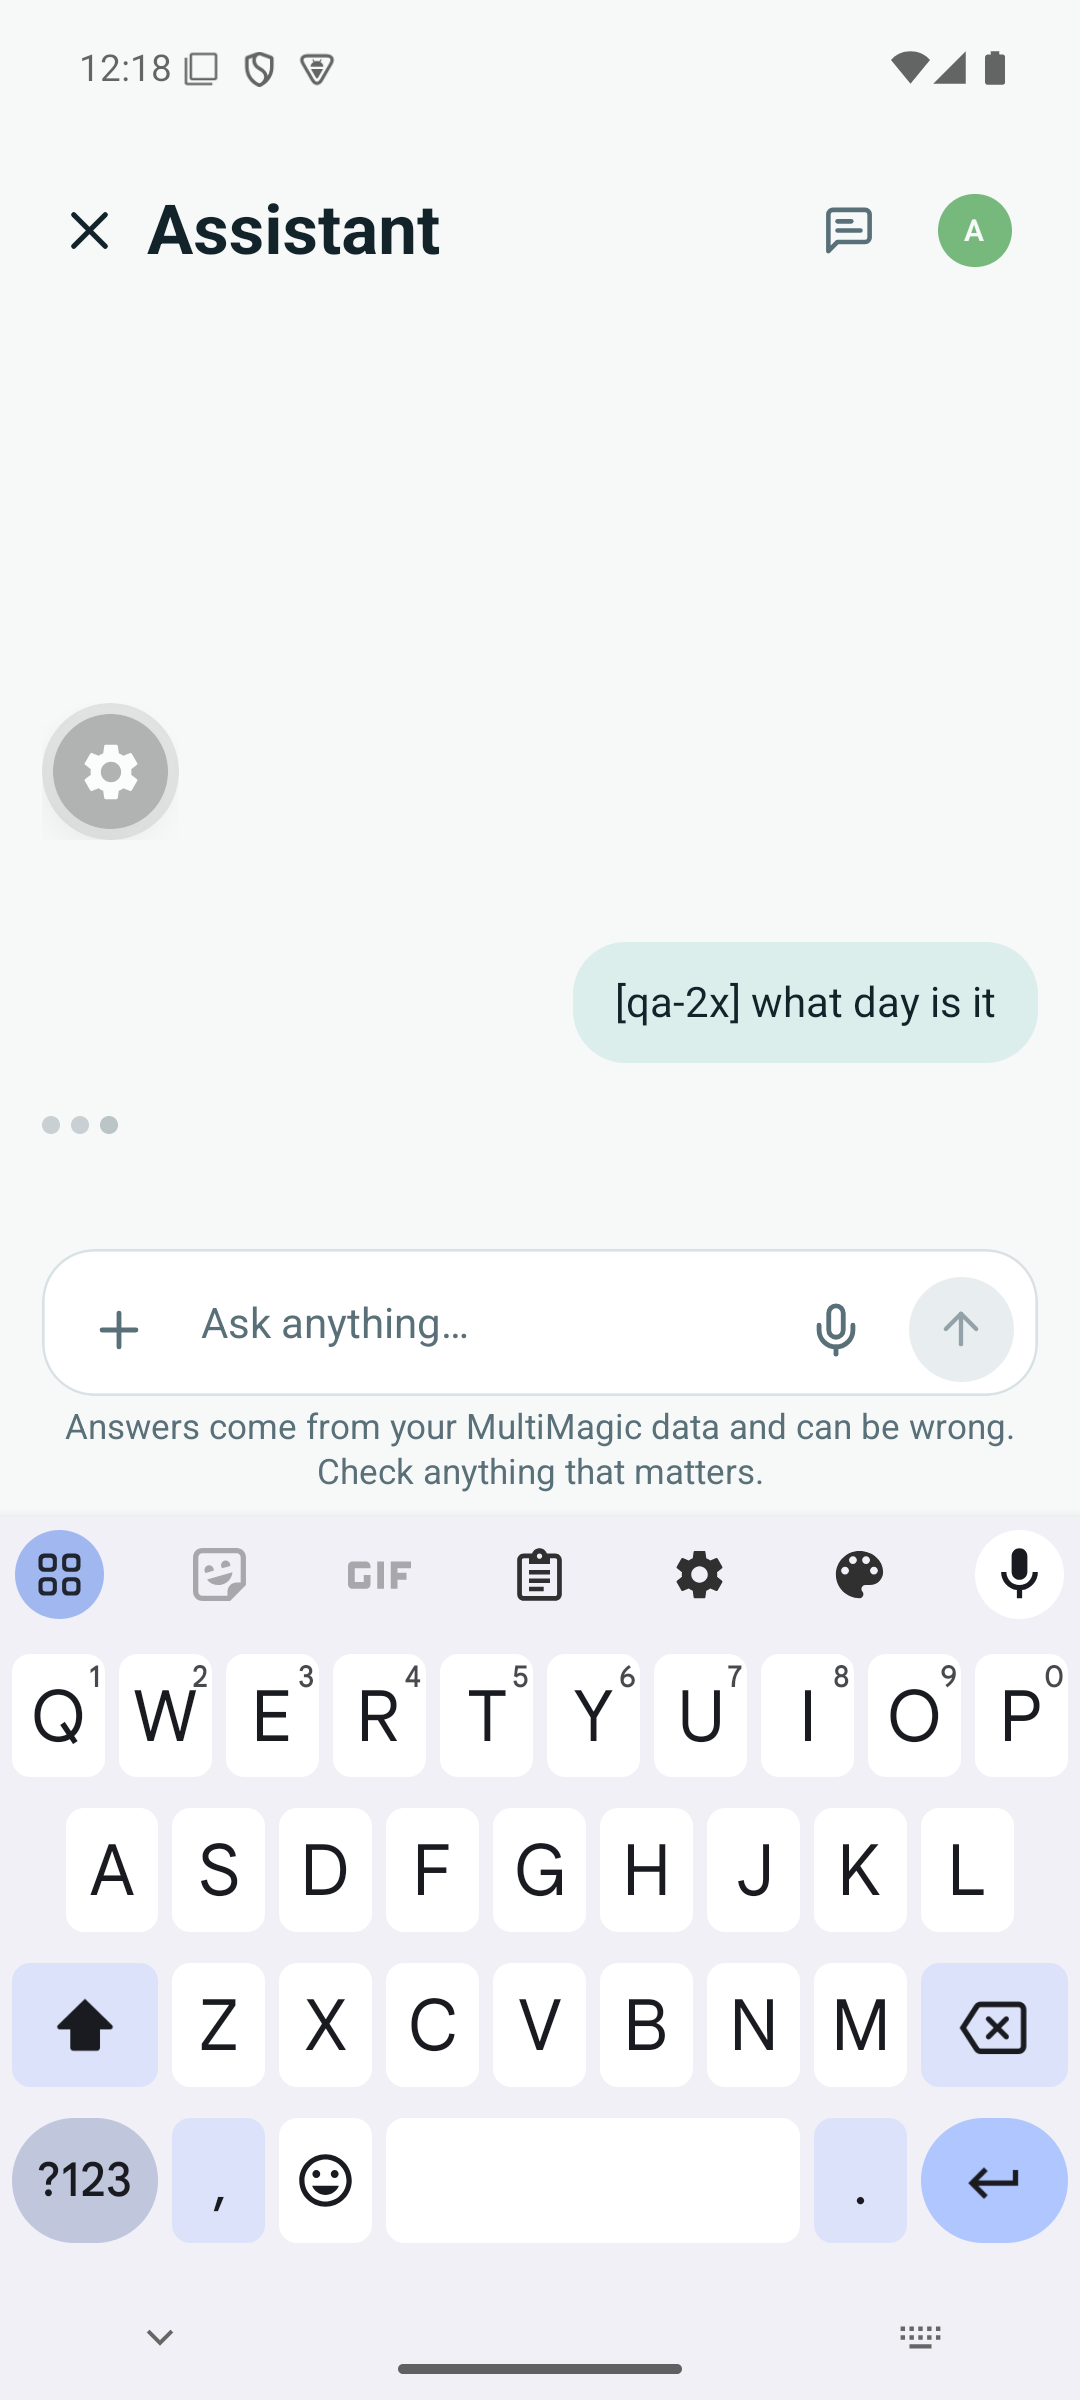 12:18
Assistant
A
[qa-2x] what day is it
Ask anything...
Answers come from your MultiMagic data and can be wrong.
Check anything that matters.
GIF
Q1 W2 E3 R4 T5 Y6 U7 I8 O9 P0
A S D F G H J K L
Z X C V B N M
?123 , .